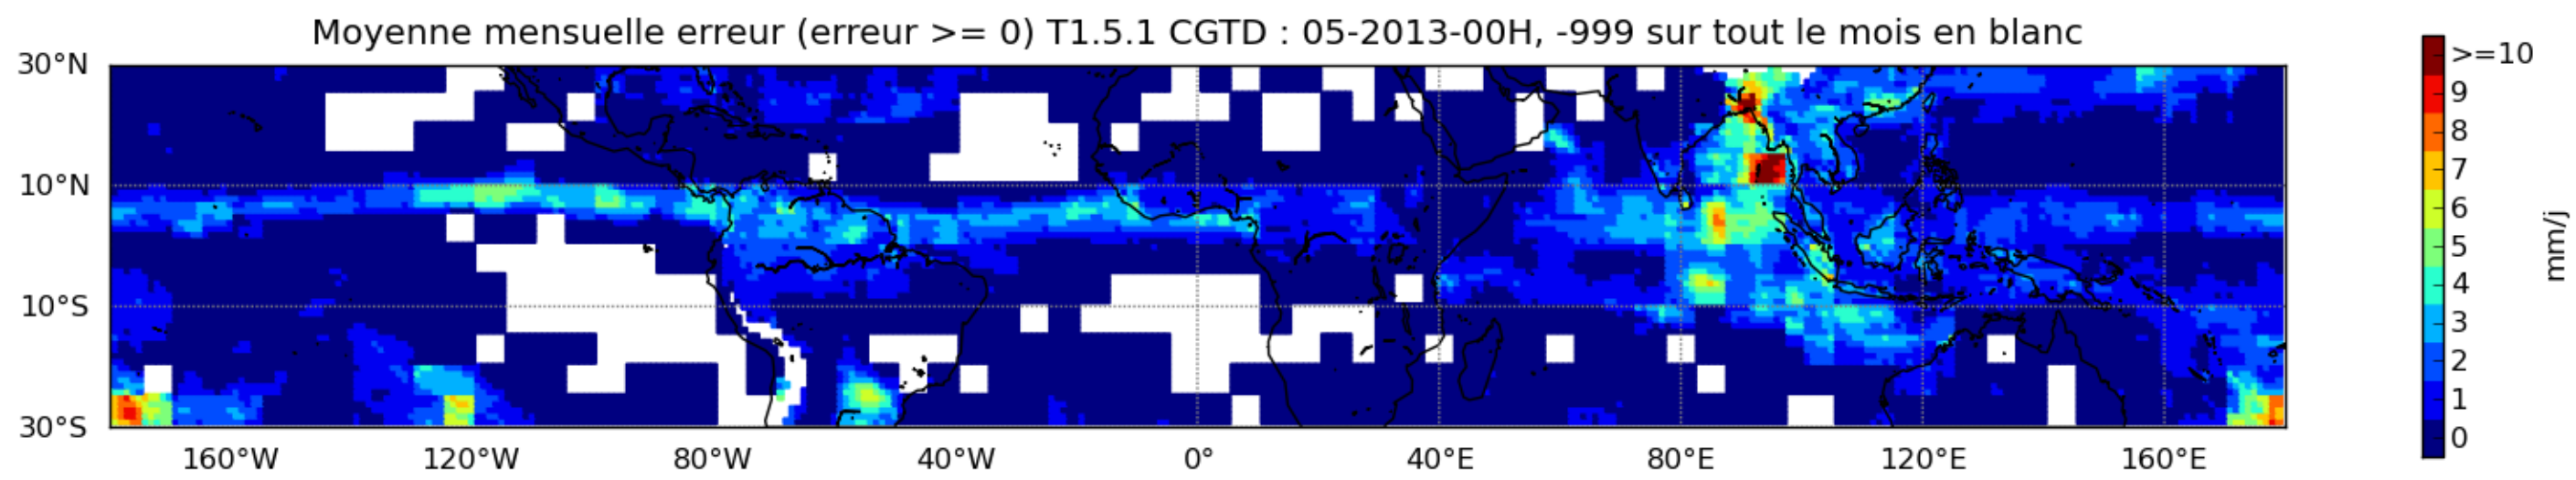 Moyenne mensuelle erreur (erreur >= 0) T1.5.1 CGTD : 05-2013-00H, -999 sur tout le mois en blanc
30°N
10°N
10°S
30°S
160°W 120°W 80°W 40°W 0° 40°E 80°E 120°E 160°E
>=10
9
8
7
6
5
4
3
2
1
0
mm/j